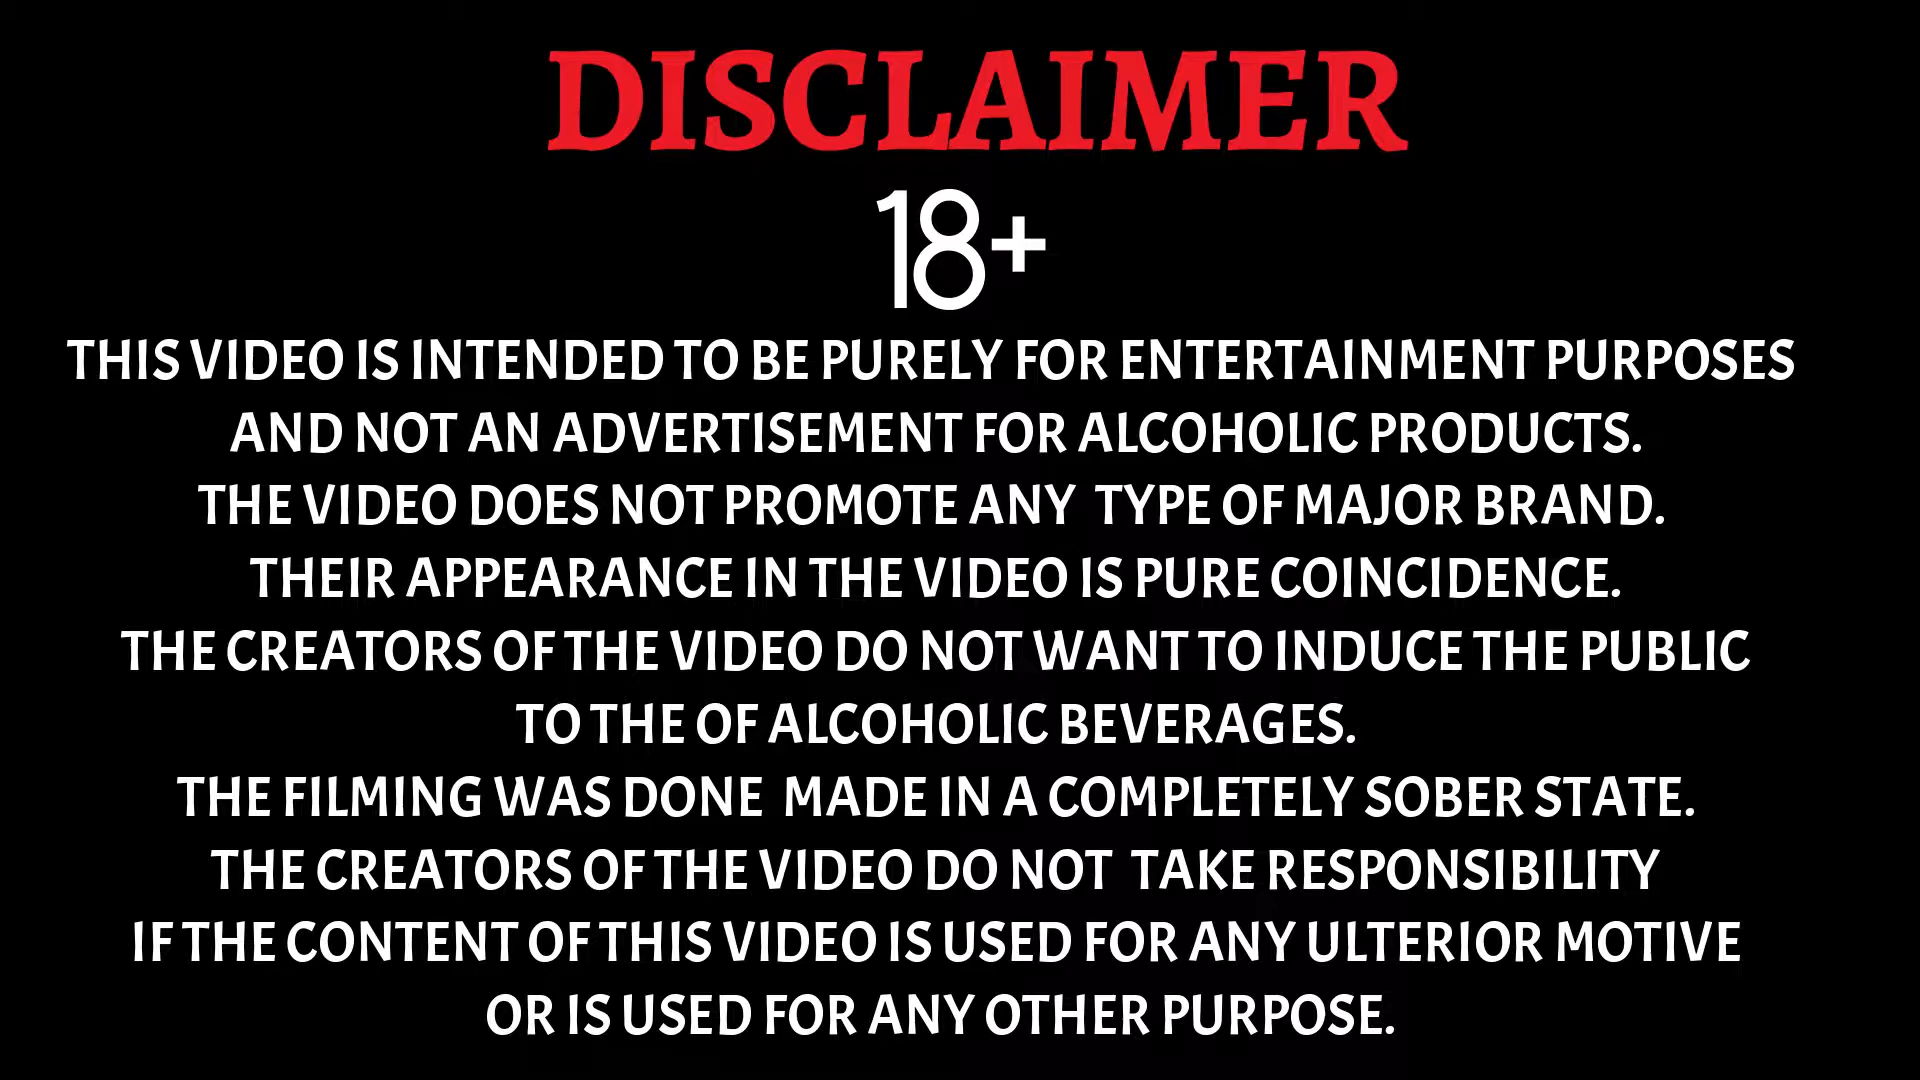 DISCLAIMER
18+
THIS VIDEO IS INTENDED TO BE PURELY FOR ENTERTAINMENT PURPOSES
AND NOT AN ADVERTISEMENT FOR ALCOHOLIC PRODUCTS.
THE VIDEO DOES NOT PROMOTE ANY TYPE OF MAJOR BRAND.
THEIR APPEARANCE IN THE VIDEO IS PURE COINCIDENCE.
THE CREATORS OF THE VIDEO DO NOT WANT TO INDUCE THE PUBLIC
TO THE OF ALCOHOLIC BEVERAGES.
THE FILMING WAS DONE MADE IN A COMPLETELY SOBER STATE.
THE CREATORS OF THE VIDEO DO NOT TAKE RESPONSIBILITY
IF THE CONTENT OF THIS VIDEO IS USED FOR ANY ULTERIOR MOTIVE
OR IS USED FOR ANY OTHER PURPOSE.